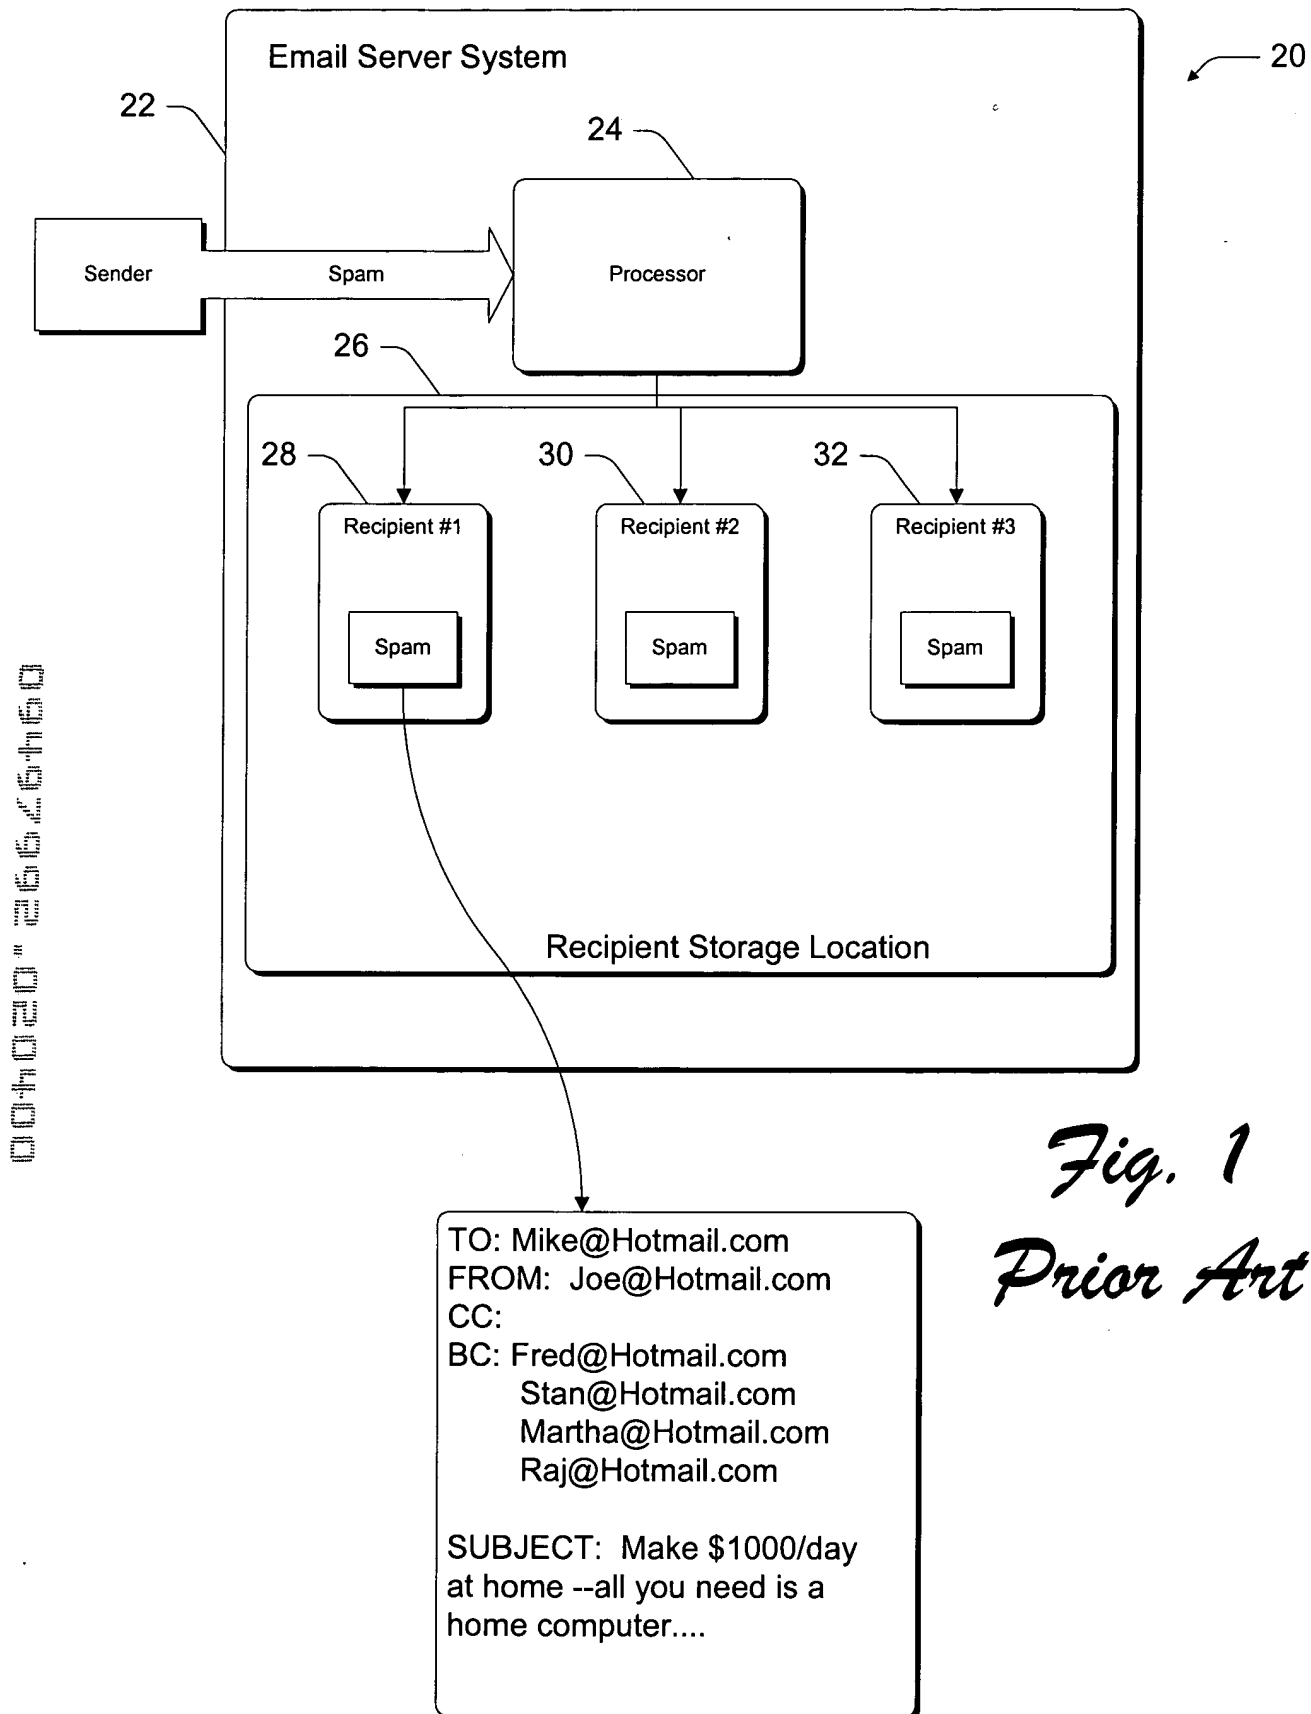 Email Server System
20
22
24
Sender
Spam
Processor
26
28
30
32
Recipient #1
Recipient #2
Recipient #3
Spam
Spam
Spam
Recipient Storage Location
09497992 "020400
Fig. 1
Prior Art
TO: Mike@Hotmail.com
FROM: Joe@Hotmail.com
CC:
BC: Fred@Hotmail.com
Stan@Hotmail.com
Martha@Hotmail.com
Raj@Hotmail.com
SUBJECT: Make $1000/day
at home --all you need is a
home computer....